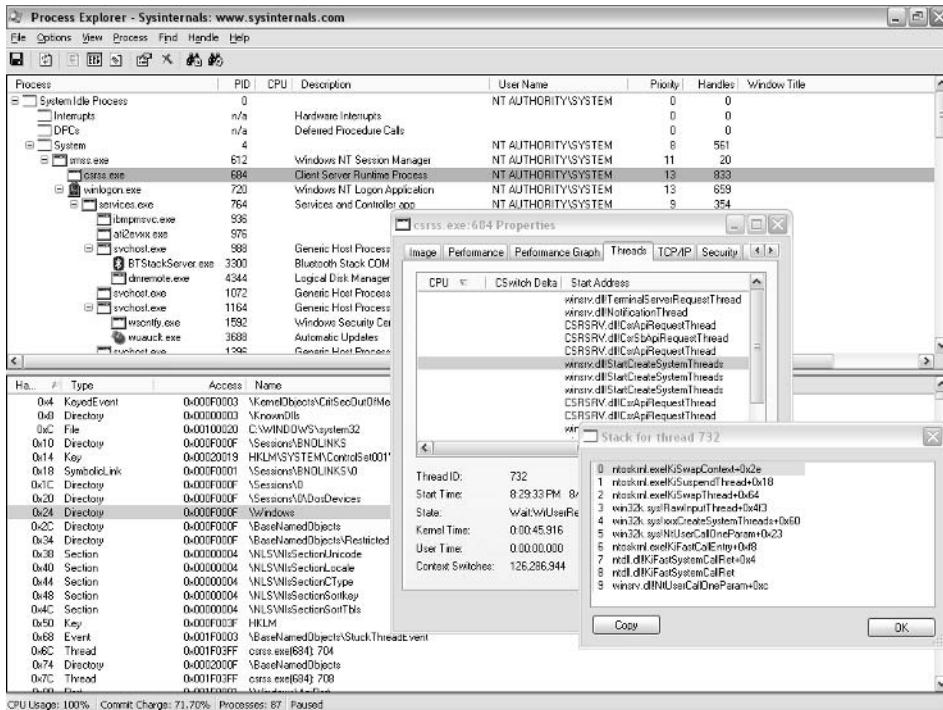 Process Explorer - Sysinternals: www.sysinternals.com
File Options View Process Find Handle Help
Process PID CPU Description User Name Priority Handles Window Title
System Idle Process 0 NT AUTHORITY\SYSTEM 0 0
Interrupts n/a Hardware Interrupts 0 0
DPCs n/a Deferred Procedure Calls 0 0
System 4 NT AUTHORITY\SYSTEM 8 561
smss.exe 612 Windows NT Session Manager NT AUTHORITY\SYSTEM 11 20
csrss.exe 684 Client Server Runtime Process NT AUTHORITY\SYSTEM 13 833
winlogon.exe 720 Windows NT Logon Application NT AUTHORITY\SYSTEM 13 659
services.exe 764 Services and Controller app NT AUTHORITY\SYSTEM 9 354
ibmpmsvc.exe 936
ati2evxx.exe 976
svchost.exe 988 Generic Host Process
BTStackServer.exe 3300 Bluetooth Stack COM
dmremote.exe 4344 Logical Disk Manager
svchost.exe 1072 Generic Host Process
svchost.exe 1164 Generic Host Process
wscntfy.exe 1592 Windows Security Cen
wuauclt.exe 3688 Automatic Updates
svchost.exe 1396 Generic Host Process
csrss.exe:684 Properties
Image Performance Performance Graph Threads TCP/IP Security
CPU CSwitch Delta Start Address
winsrv.dll!TerminalServerRequestThread
winsrv.dll!NotificationThread
CSRSRV.dll!CsrApiRequestThread
CSRSRV.dll!CsrSbApiRequestThread
CSRSRV.dll!CsrApiRequestThread
winsrv.dll!StartCreateSystemThreads
winsrv.dll!StartCreateSystemThreads
winsrv.dll!StartCreateSystemThreads
CSRSRV.dll!CsrApiRequestThread
CSRSRV.dll!CsrApiRequestThread
Thread ID: 732
Start Time: 8:29:33 PM 8/
State: Wait:WrUserRe
Kernel Time: 0:00:45.916
User Time: 0:00:00.000
Context Switches: 126,286,944
Stack for thread 732
0 ntoskrnl.exe!KiSwapContext+0x2e
1 ntoskrnl.exe!KiSuspendThread+0x18
2 ntoskrnl.exe!KiSwapThread+0x64
3 win32k.sys!RawInputThread+0x4f3
4 win32k.sys!xxxCreateSystemThreads+0x60
5 win32k.sys!NtUserCallOneParam+0x23
6 ntoskrnl.exe!KiFastCallEntry+0xf8
7 ntdll.dll!KiFastSystemCallRet+0x4
8 ntdll.dll!KiFastSystemCallRet
9 winsrv.dll!NtUserCallOneParam+0xc
Copy OK
Ha... Type Access Name
0x4 KeyedEvent 0x000F0003 \KernelObjects\CritSecOutOfMe
0x8 Directory 0x00000003 \KnownDlls
0xC File 0x00100020 C:\WINDOWS\system32
0x10 Directory 0x000F000F \Sessions\BNOLINKS
0x14 Key 0x00020019 HKLM\SYSTEM\ControlSet001\
0x18 SymbolicLink 0x000F0001 \Sessions\BNOLINKS\0
0x1C Directory 0x000F000F \Sessions\0
0x20 Directory 0x000F000F \Sessions\0\DosDevices
0x24 Directory 0x000F000F \Windows
0x2C Directory 0x000F000F \BaseNamedObjects
0x34 Directory 0x000F000F \BaseNamedObjects\Restricted
0x38 Section 0x00000004 \NLS\NlsSectionUnicode
0x40 Section 0x00000004 \NLS\NlsSectionLocale
0x44 Section 0x00000004 \NLS\NlsSectionCType
0x48 Section 0x00000004 \NLS\NlsSectionSortkey
0x4C Section 0x00000004 \NLS\NlsSectionSortTbls
0x50 Key 0x000F003F HKLM
0x68 Event 0x001F0003 \BaseNamedObjects\StuckThreadEvent
0x6C Thread 0x001F03FF csrss.exe(684): 704
0x74 Directory 0x0002000F \BaseNamedObjects
0x7C Thread 0x001F03FF csrss.exe(684): 708
CPU Usage: 100% Commit Charge: 71.70% Processes: 87 Paused